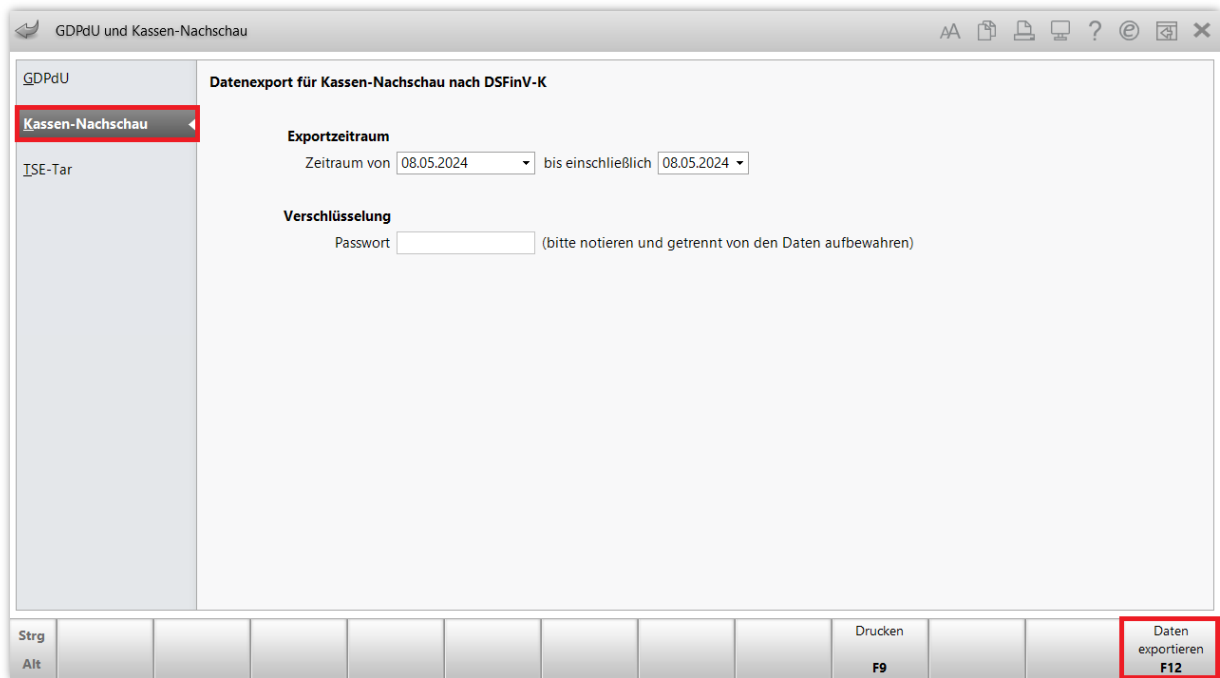 GDPdU und Kassen-Nachschau
AA
GDPdU
Kassen-Nachschau
TSE-Tar
Datenexport für Kassen-Nachschau nach DSFinV-K
Exportzeitraum
Zeitraum von 08.05.2024 bis einschließlich 08.05.2024
Verschlüsselung
Passwort (bitte notieren und getrennt von den Daten aufbewahren)
Strg
Alt
Drucken
F9
Daten
exportieren
F12